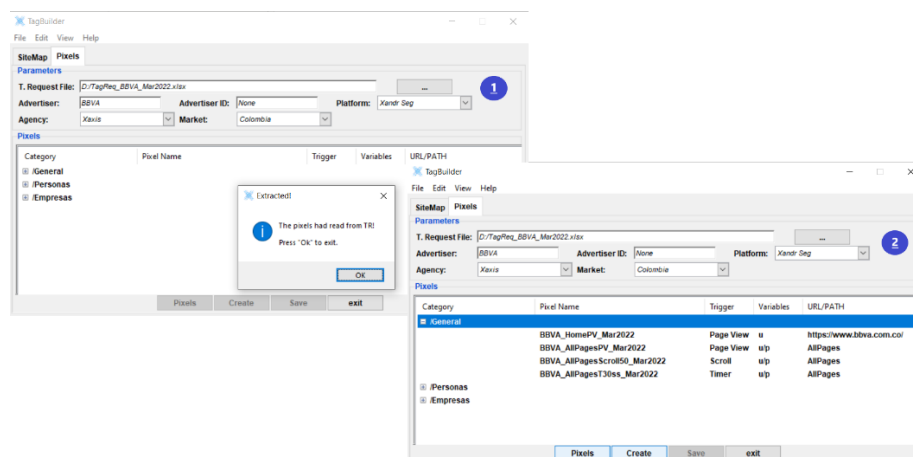 TagBuilder
File Edit View Help
SiteMap Pixels
Parameters
T. Request File: D:/TagReq_BBVA_Mar2022.xlsx ...
1
Advertiser: BBVA Advertiser ID: None Platform: Xandr Seg
Agency: Xaxis Market: Colombia
Pixels
Category Pixel Name Trigger Variables URL/PATH
/General
/Personas
/Empresas
Extracted!
The pixels had read from TR!
Press 'Ok' to exit.
OK
Pixels Create Save exit
TagBuilder
File Edit View Help
SiteMap Pixels
Parameters
T. Request File: D:/TagReq_BBVA_Mar2022.xlsx ...
2
Advertiser: BBVA Advertiser ID: None Platform: Xandr Seg
Agency: Xaxis Market: Colombia
Pixels
Category Pixel Name Trigger Variables URL/PATH
/General
BBVA_HomePV_Mar2022 Page View u https://www.bbva.com.co/
BBVA_AllPagesPV_Mar2022 Page View u/p AllPages
BBVA_AllPagesScroll50_Mar2022 Scroll u/p AllPages
BBVA_AllPagesT30ss_Mar2022 Timer u/p AllPages
/Personas
/Empresas
Pixels Create Save exit